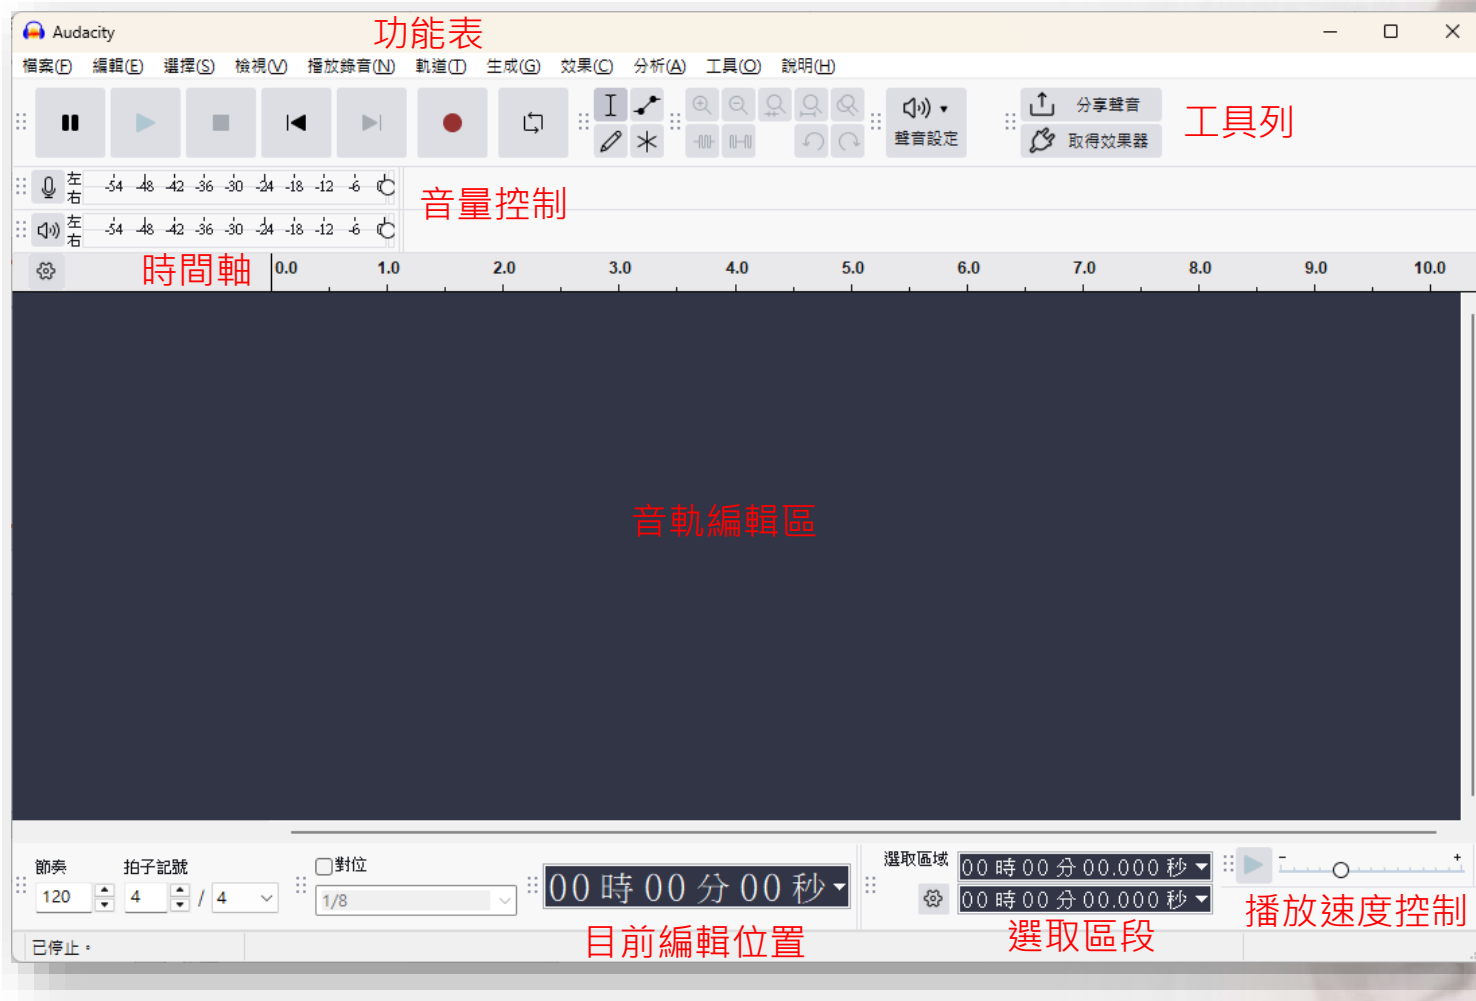 Audacity
功能表
檔案(F) 編輯(E) 選擇(S) 檢視(V) 播放錄音(N) 軌道(T) 生成(G) 效果(C) 分析(A) 工具(O) 說明(H)
聲音設定
分享聲音
取得效果器
工具列
左 -54 -48 -42 -36 -30 -24 -18 -12 -6 0
右
音量控制
左 -54 -48 -42 -36 -30 -24 -18 -12 -6 0
右
時間軸
0.0 1.0 2.0 3.0 4.0 5.0 6.0 7.0 8.0 9.0 10.0
音軌編輯區
節奏 拍子記號
120 4 / 4
對位
1/8
00 時 00 分 00 秒
目前編輯位置
選取區域
00 時 00 分 00.000 秒
00 時 00 分 00.000 秒
選取區段
- +
播放速度控制
已停止。